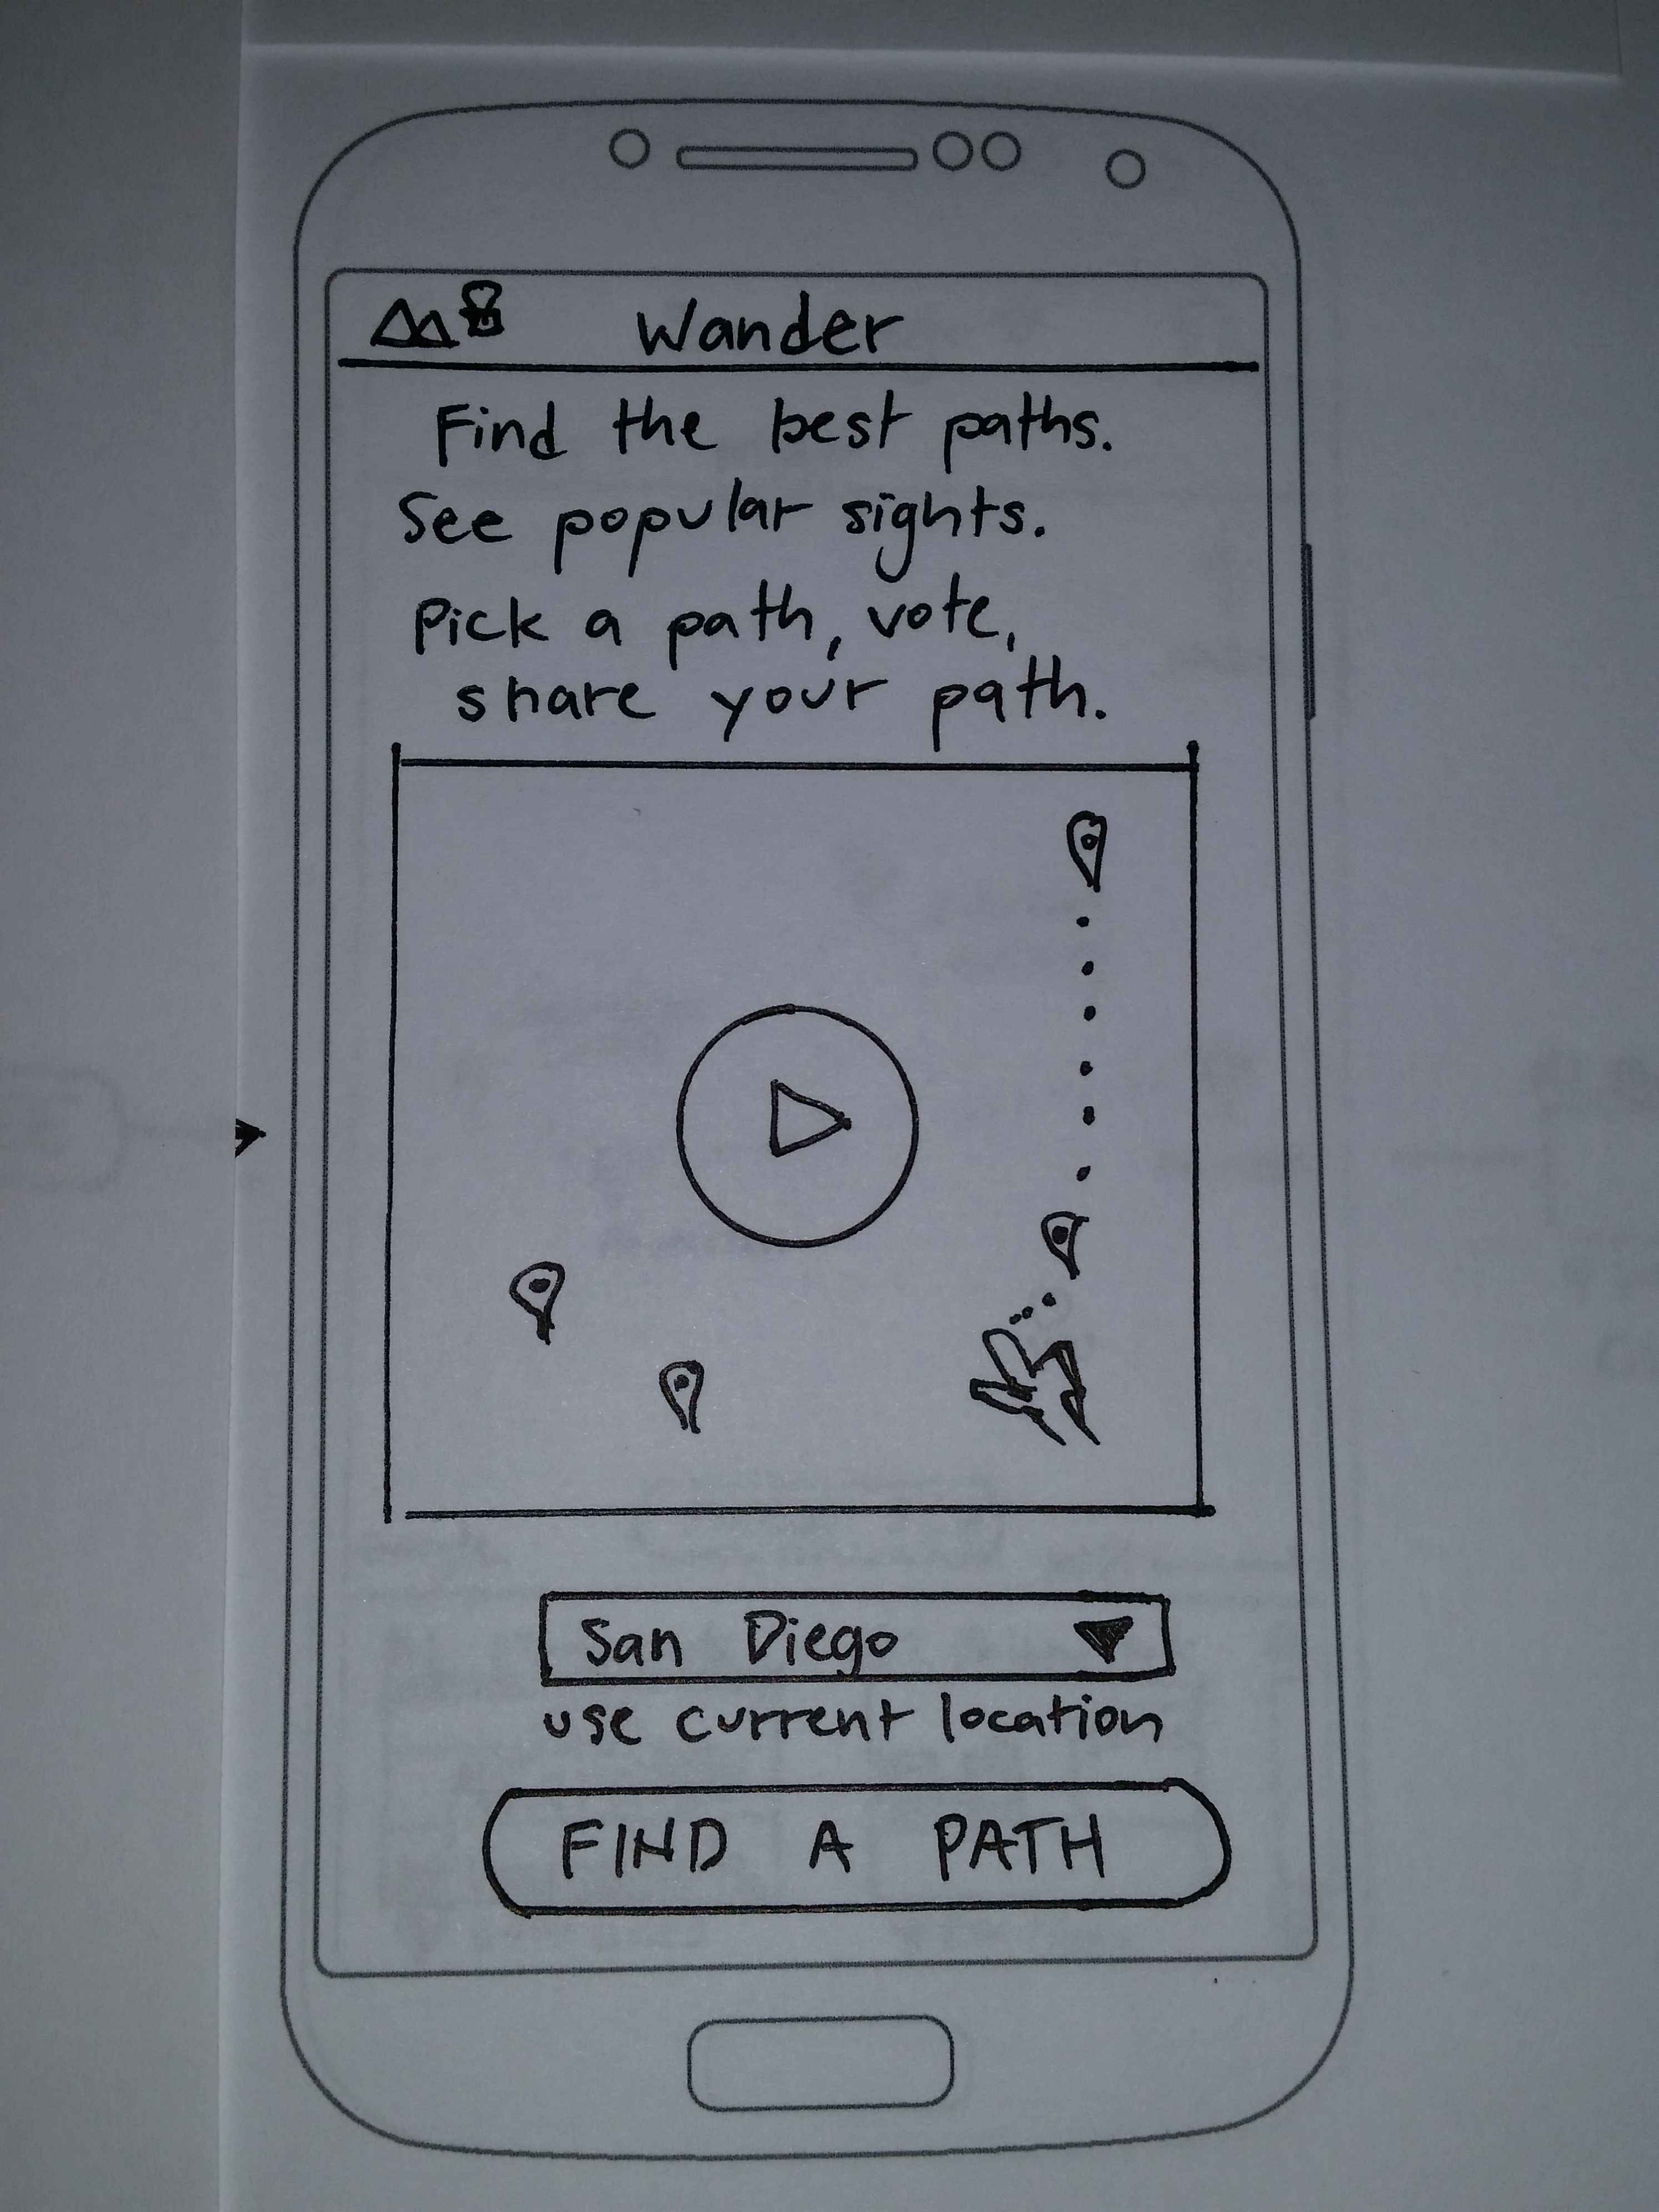 Wander
Find the best paths.
See popular sights.
Pick a path, vote,
share your path.
San Diego
use current location
FIND A PATH